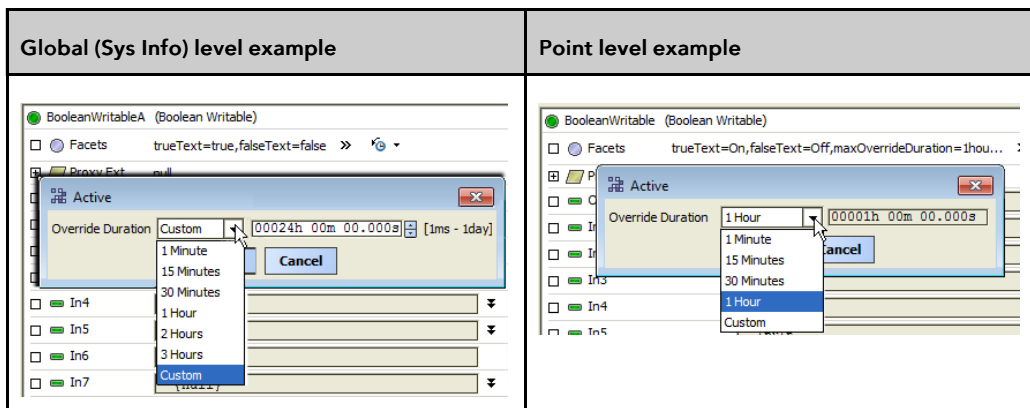 Global (Sys Info) level example
BooleanWritableA (Boolean Writable)
Facets trueText=true,falseText=false »
Proxy Ext null
Active
Override Duration Custom 00024h 00m 00.000s [1ms - 1day]
1 Minute
Cancel
15 Minutes
30 Minutes
1 Hour
2 Hours
3 Hours
Custom
In4
In5
In6
In7
Point level example
BooleanWritable (Boolean Writable)
Facets trueText=On,falseText=Off,maxOverrideDuration=1hou...
P
Active
Override Duration 1 Hour 00001h 00m 00.000s
1 Minute
15 Minutes
ancel
30 Minutes
1 Hour
Custom
In3
In4
In5